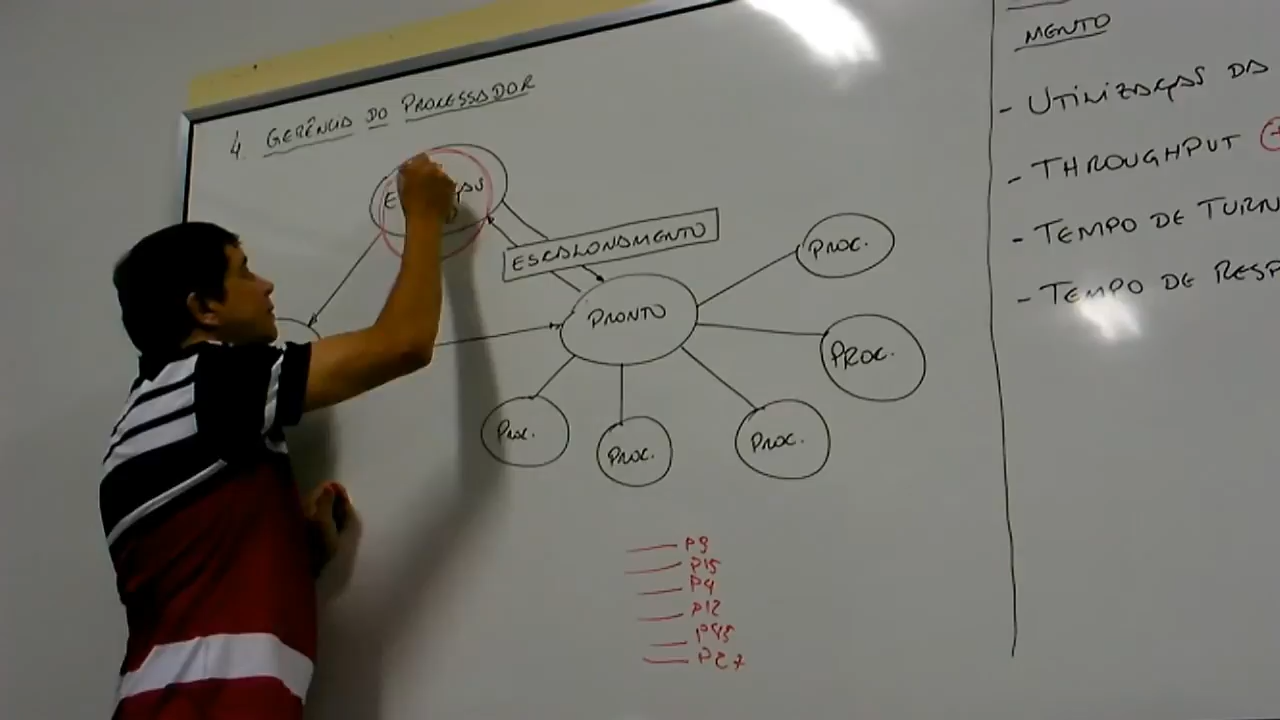 4. GERÊNCIA DO PROCESSADOR
ESCALONAMENTO
PRONTO
PROC.
PROC.
PROC.
PROC.
PROC.
P9
P15
P4
P12
P45
P27
MENTO
- UTILIZAÇÃO DA
- THROUGHPUT
- TEMPO DE TURN
- TEMPO DE RESP